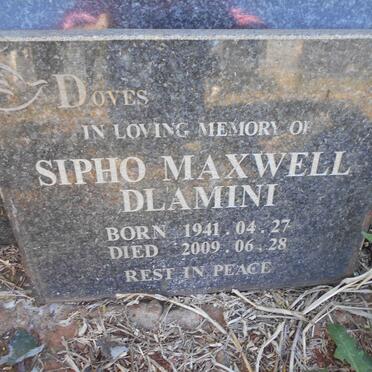 DOVES
IN LOVING MEMORY OF
SIPHO MAXWELL
DLAMINI
BORN 1941.04.27
DIED 2009.06.28
REST IN PEACE